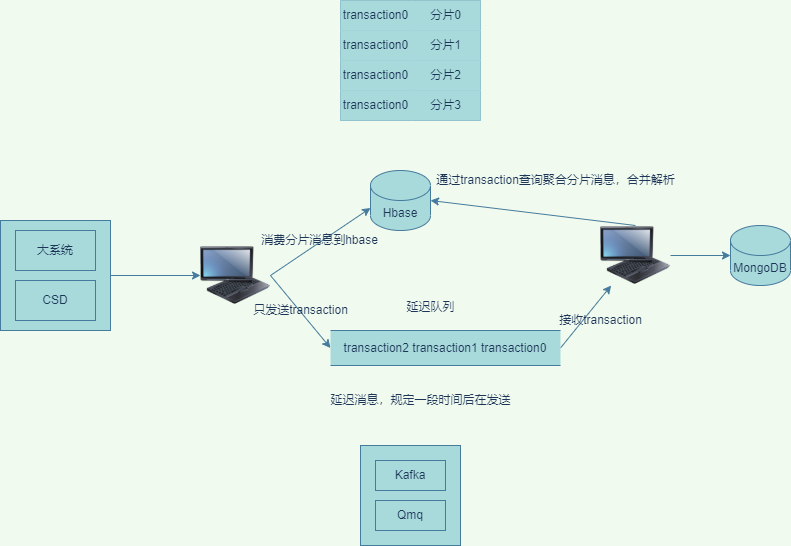 transaction0 分片0
transaction0 分片1
transaction0 分片2
transaction0 分片3
通过transaction查询聚合分片消息，合并解析
Hbase
消费分片消息到hbase
大系统
CSD
MongoDB
只发送transaction
延迟队列
接收transaction
transaction2 transaction1 transaction0
延迟消息，规定一段时间后在发送
Kafka
Qmq